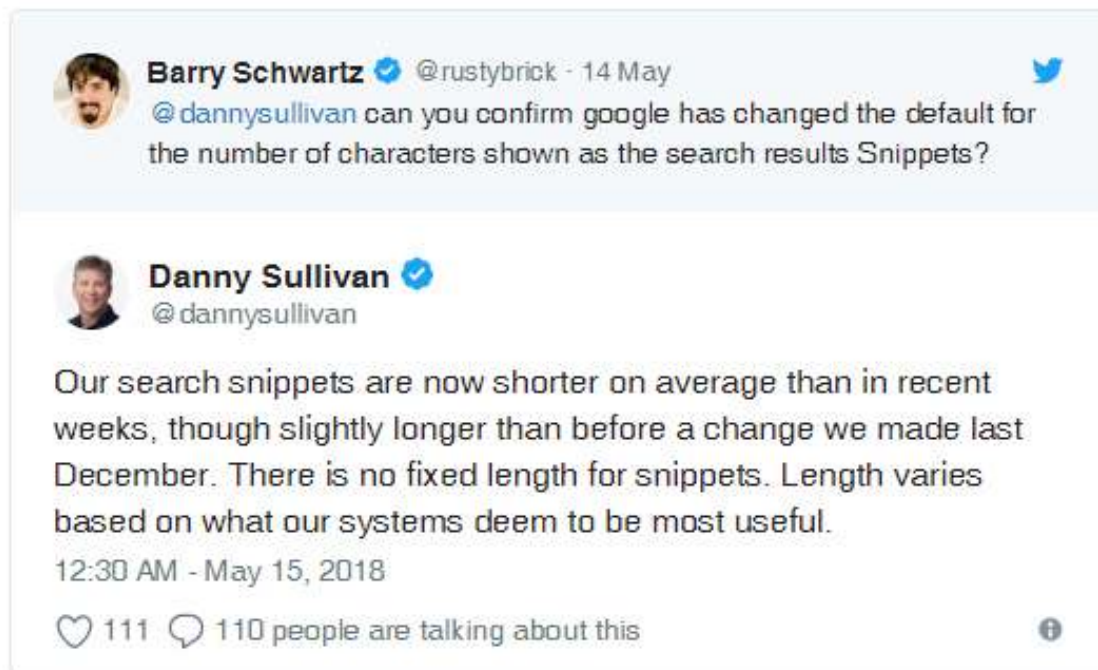 Barry Schwartz @rustybrick · 14 May
@dannysullivan can you confirm google has changed the default for
the number of characters shown as the search results Snippets?
Danny Sullivan
@dannysullivan
Our search snippets are now shorter on average than in recent
weeks, though slightly longer than before a change we made last
December. There is no fixed length for snippets. Length varies
based on what our systems deem to be most useful.
12:30 AM - May 15, 2018
111 110 people are talking about this